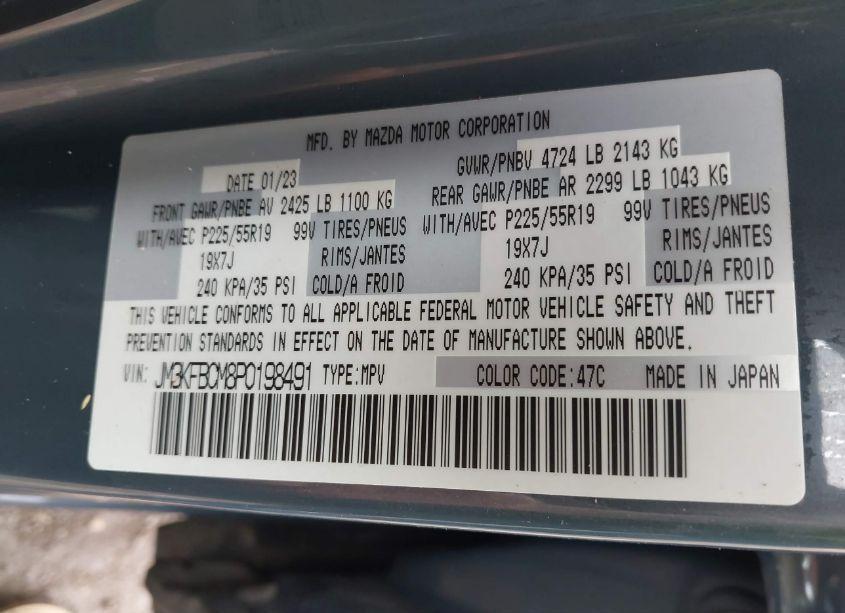 MFD. BY MAZDA MOTOR CORPORATION
DATE 01/23 GVWR/PNBV 4724 LB 2143 KG
FRONT GAWR/PNBE AV 2425 LB 1100 KG REAR GAWR/PNBE AR 2299 LB 1043 KG
WITH/AVEC P225/55R19 99V TIRES/PNEUS WITH/AVEC P225/55R19 99V TIRES/PNEUS
19X7J RIMS/JANTES 19X7J RIMS/JANTES
240 KPA/35 PSI COLD/A FROID 240 KPA/35 PSI COLD/A FROID
THIS VEHICLE CONFORMS TO ALL APPLICABLE FEDERAL MOTOR VEHICLE SAFETY AND THEFT
PREVENTION STANDARDS IN EFFECT ON THE DATE OF MANUFACTURE SHOWN ABOVE.
VIN: JM3KFBCM8P0198491 TYPE:MPV COLOR CODE:47C MADE IN JAPAN